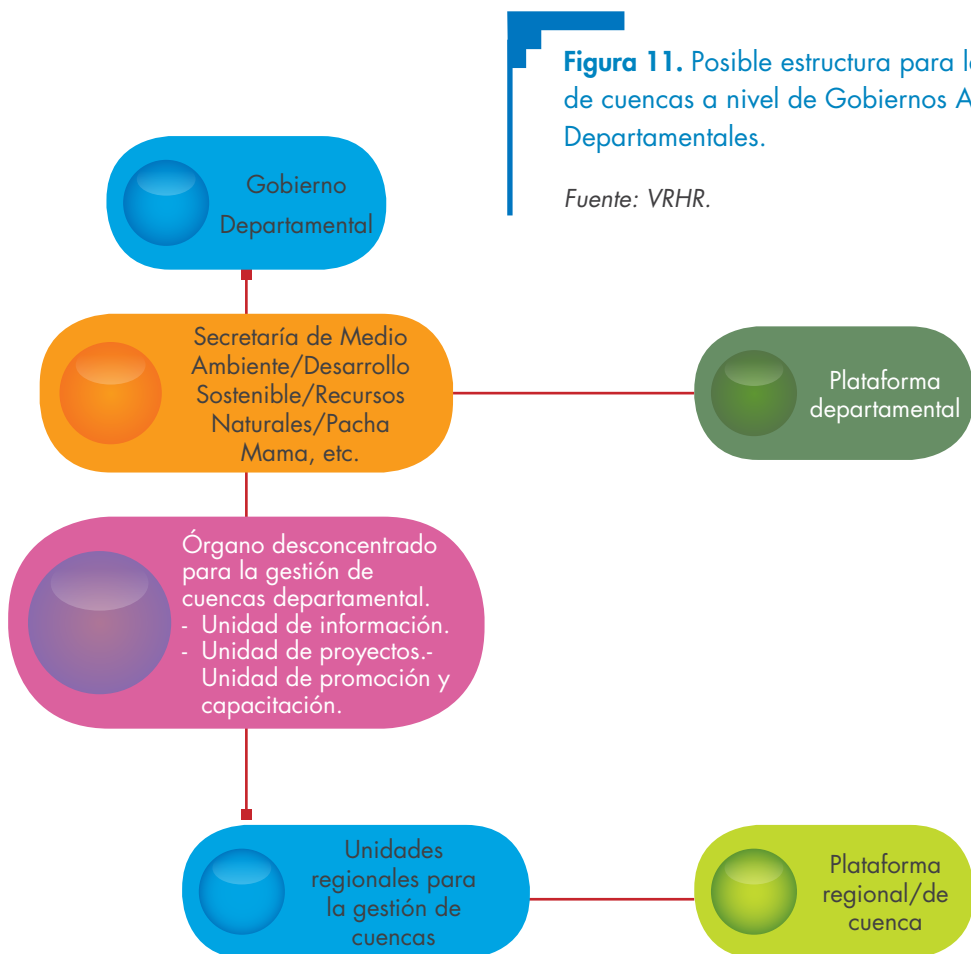 Figura 11. Posible estructura para
de cuencas a nivel de Gobiernos
Departamentales.
Fuente: VRHR.
Gobierno
Departamental
Secretaría de Medio
Ambiente/Desarrollo
Sostenible/Recursos
Naturales/Pacha
Mama, etc.
Plataforma
departamental
Órgano desconcentrado
para la gestión de
cuencas departamental.
- Unidad de información.
- Unidad de proyectos.-
Unidad de promoción y
capacitación.
Unidades
regionales para
la gestión de
cuencas
Plataforma
regional/de
cuenca